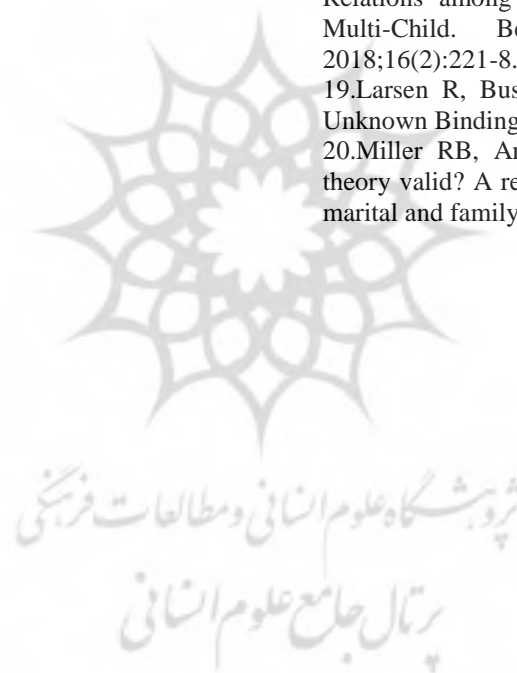 Relations among
Multi-Child. Be
2018;16(2):221-8.
19.Larsen R, Bus
Unknown Binding
20.Miller RB, An
theory valid? A re
marital and family
پژوهشگاه علوم انسانی و مطالعات فرهنگی
پرتال جامع علوم انسانی